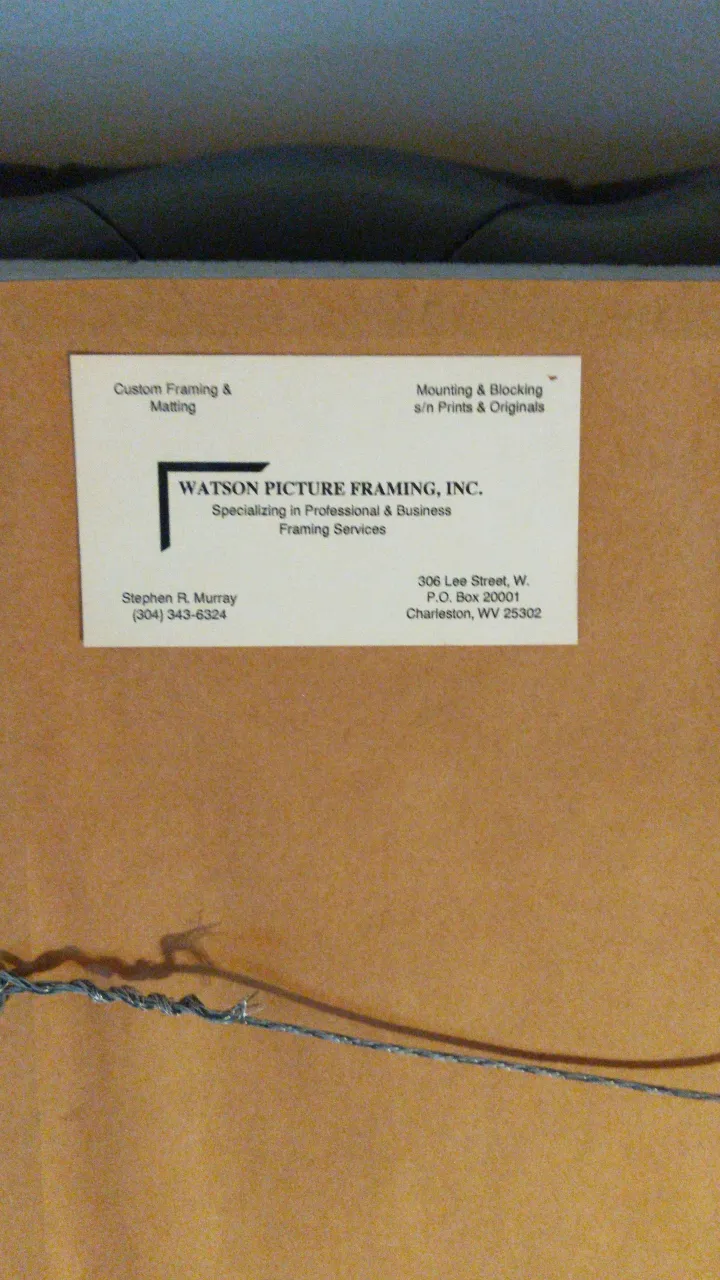 Custom Framing &
Matting
Mounting & Blocking
s/n Prints & Originals
WATSON PICTURE FRAMING, INC.
Specializing in Professional & Business
Framing Services
Stephen R. Murray
(304) 343-6324
306 Lee Street, W.
P.O. Box 20001
Charleston, WV 25302